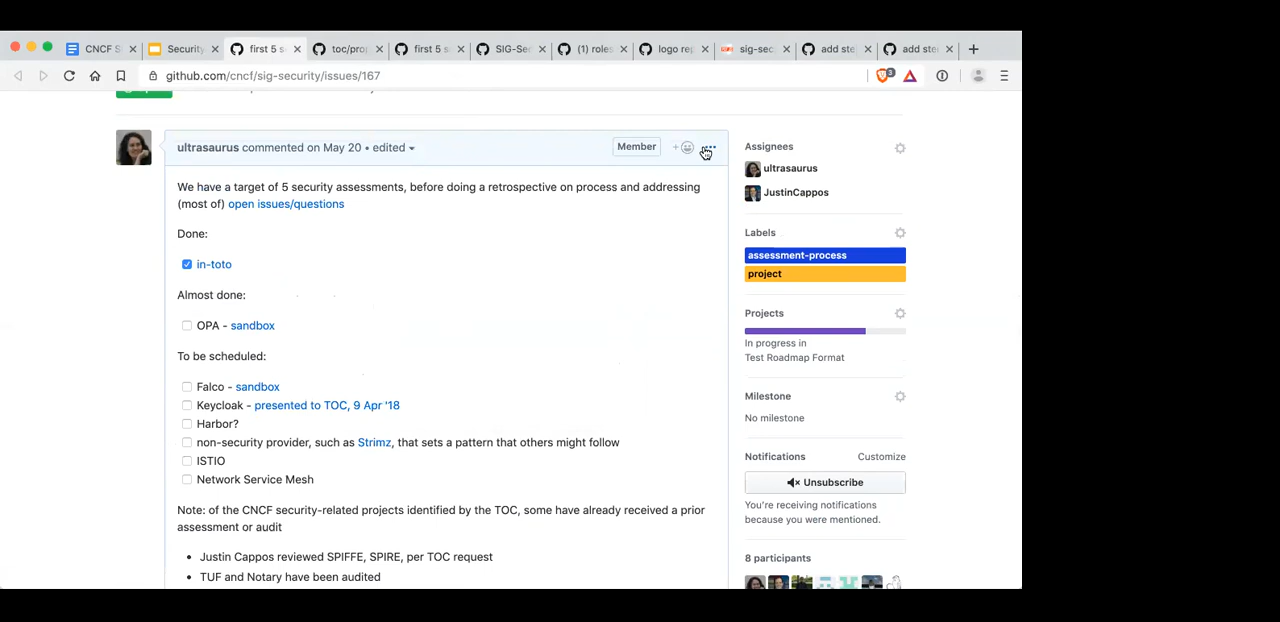 CNCF S
Security
first 5 s
toc/prop
first 5 s
SIG-Se
(1) roles
logo rep
sig-sec
add ste
add ste
github.com/cncf/sig-security/issues/167
3
ultrasaurus commented on May 20 • edited
Member
We have a target of 5 security assessments, before doing a retrospective on process and addressing
(most of) open issues/questions
Done:
in-toto
Almost done:
OPA - sandbox
To be scheduled:
Falco - sandbox
Keycloak - presented to TOC, 9 Apr '18
Harbor?
non-security provider, such as Strimz, that sets a pattern that others might follow
ISTIO
Network Service Mesh
Note: of the CNCF security-related projects identified by the TOC, some have already received a prior
assessment or audit
• Justin Cappos reviewed SPIFFE, SPIRE, per TOC request
• TUF and Notary have been audited
Assignees
ultrasaurus
JustinCappos
Labels
assessment-process
project
Projects
In progress in
Test Roadmap Format
Milestone
No milestone
Notifications
Customize
Unsubscribe
You're receiving notifications
because you were mentioned.
8 participants